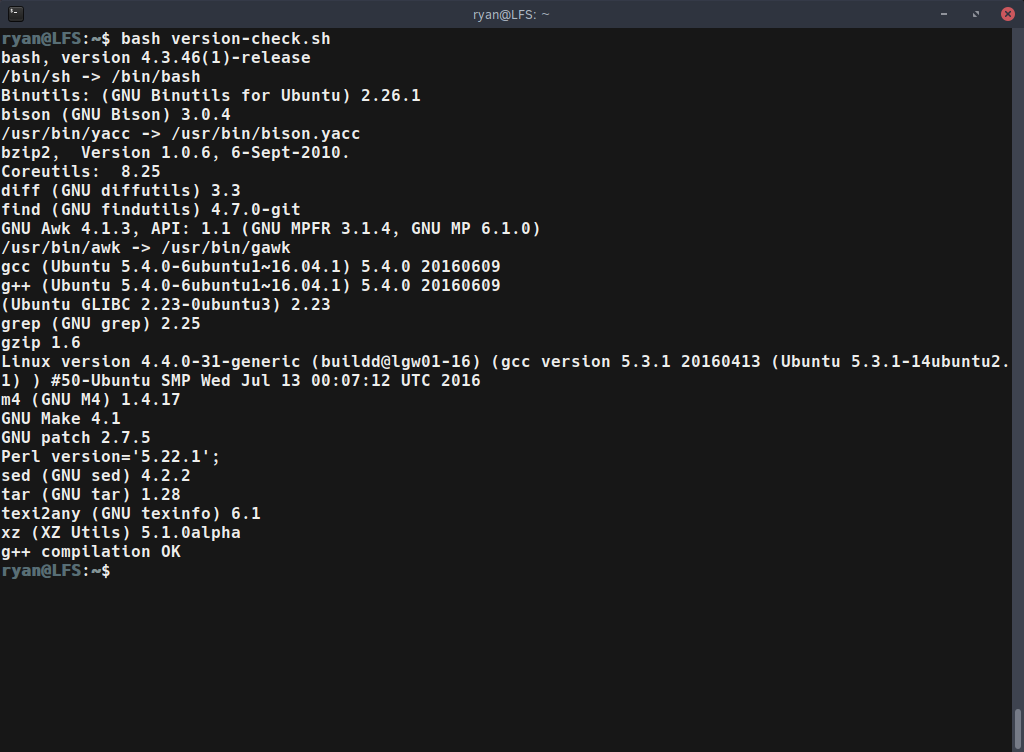 ryan@LFS: ~
ryan@LFS:~$ bash version-check.sh
bash, version 4.3.46(1)-release
/bin/sh -> /bin/bash
Binutils: (GNU Binutils for Ubuntu) 2.26.1
bison (GNU Bison) 3.0.4
/usr/bin/yacc -> /usr/bin/bison.yacc
bzip2,  Version 1.0.6, 6-Sept-2010.
Coreutils:  8.25
diff (GNU diffutils) 3.3
find (GNU findutils) 4.7.0-git
GNU Awk 4.1.3, API: 1.1 (GNU MPFR 3.1.4, GNU MP 6.1.0)
/usr/bin/awk -> /usr/bin/gawk
gcc (Ubuntu 5.4.0-6ubuntu1~16.04.1) 5.4.0 20160609
g++ (Ubuntu 5.4.0-6ubuntu1~16.04.1) 5.4.0 20160609
(Ubuntu GLIBC 2.23-0ubuntu3) 2.23
grep (GNU grep) 2.25
gzip 1.6
Linux version 4.4.0-31-generic (buildd@lgw01-16) (gcc version 5.3.1 20160413 (Ubuntu 5.3.1-14ubuntu2.
1) ) #50-Ubuntu SMP Wed Jul 13 00:07:12 UTC 2016
m4 (GNU M4) 1.4.17
GNU Make 4.1
GNU patch 2.7.5
Perl version='5.22.1';
sed (GNU sed) 4.2.2
tar (GNU tar) 1.28
texi2any (GNU texinfo) 6.1
xz (XZ Utils) 5.1.0alpha
g++ compilation OK
ryan@LFS:~$